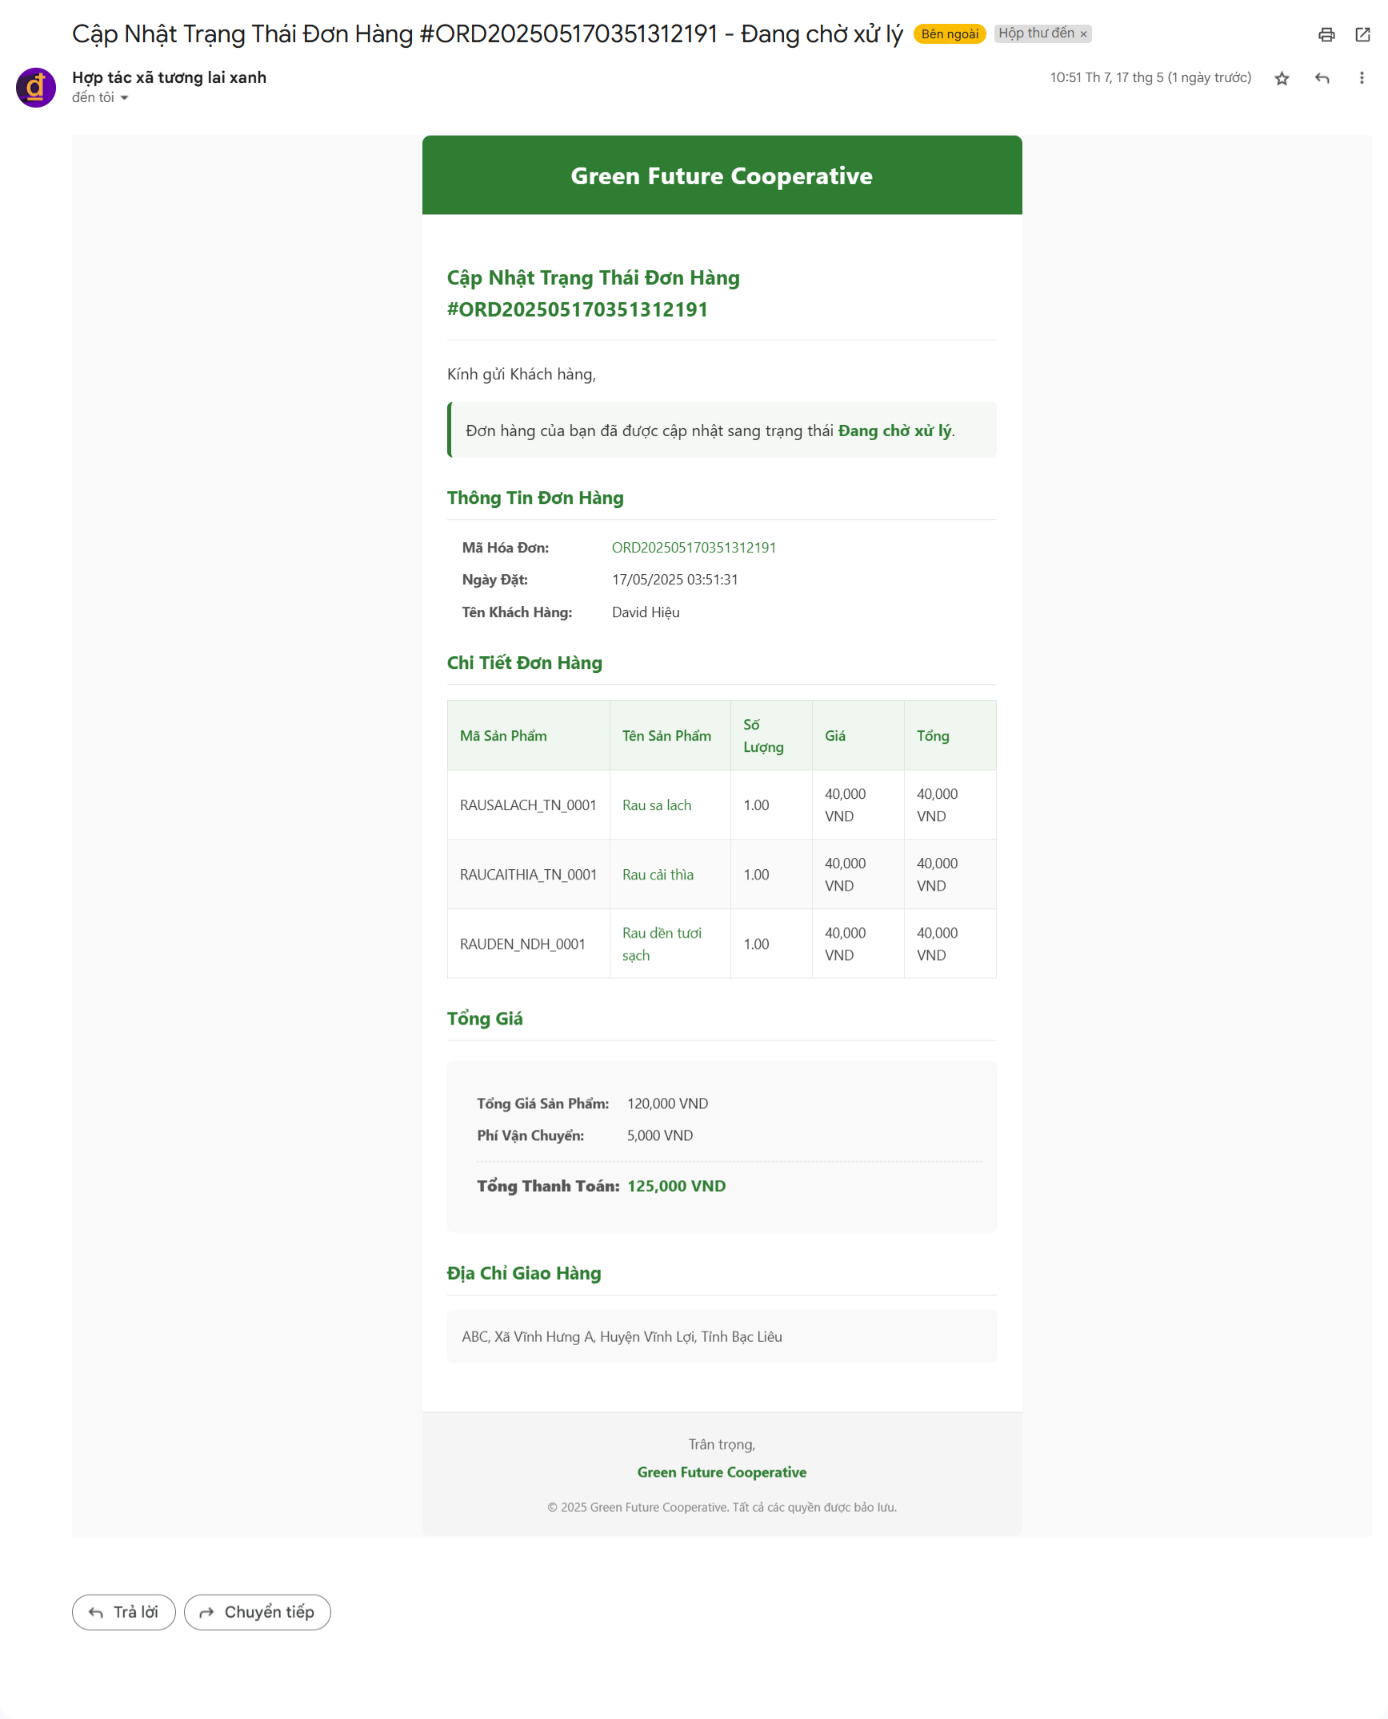 Cập Nhật Trạng Thái Đơn Hàng #ORD202505170351312191 - Đang chờ xử lý Bên ngoài Hộp thư đến ×
Hợp tác xã tương lai xanh 10:51 Th 7, 17 thg 5 (1 ngày trước)
đến tôi
Green Future Cooperative
Cập Nhật Trạng Thái Đơn Hàng
#ORD202505170351312191
Kính gửi Khách hàng,
Đơn hàng của bạn đã được cập nhật sang trạng thái Đang chờ xử lý.
Thông Tin Đơn Hàng
Mã Hóa Đơn: ORD202505170351312191
Ngày Đặt: 17/05/2025 03:51:31
Tên Khách Hàng: David Hiệu
Chi Tiết Đơn Hàng
Mã Sản Phẩm Tên Sản Phẩm Số Lượng Giá Tổng
RAUSALACH_TN_0001 Rau sa lach 1.00 40,000 VND 40,000 VND
RAUCAITHIA_TN_0001 Rau cải thìa 1.00 40,000 VND 40,000 VND
RAUDEN_NDH_0001 Rau dền tươi sạch 1.00 40,000 VND 40,000 VND
Tổng Giá
Tổng Giá Sản Phẩm: 120,000 VND
Phí Vận Chuyển: 5,000 VND
Tổng Thanh Toán: 125,000 VND
Địa Chỉ Giao Hàng
ABC, Xã Vĩnh Hưng A, Huyện Vĩnh Lợi, Tỉnh Bạc Liêu
Trân trọng,
Green Future Cooperative
© 2025 Green Future Cooperative. Tất cả các quyền được bảo lưu.
Trả lời Chuyển tiếp